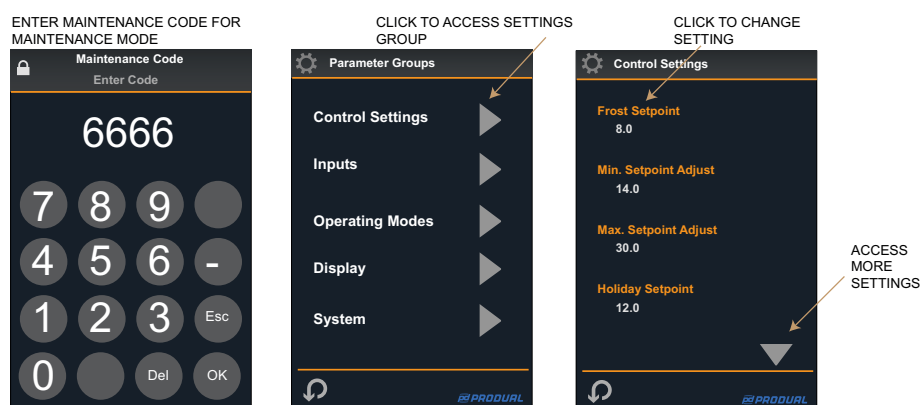 ENTER MAINTENANCE CODE FOR
MAINTENANCE MODE
Maintenance Code
Enter Code
6666
7 8 9
4 5 6 -
1 2 3 Esc
0 Del OK
CLICK TO ACCESS SETTINGS
GROUP
Parameter Groups
Control Settings
Inputs
Operating Modes
Display
System
PRODUAL
CLICK TO CHANGE
SETTING
Control Settings
Frost Setpoint
8.0
Min. Setpoint Adjust
14.0
Max. Setpoint Adjust
30.0
Holiday Setpoint
12.0
PRODUAL
ACCESS
MORE
SETTINGS